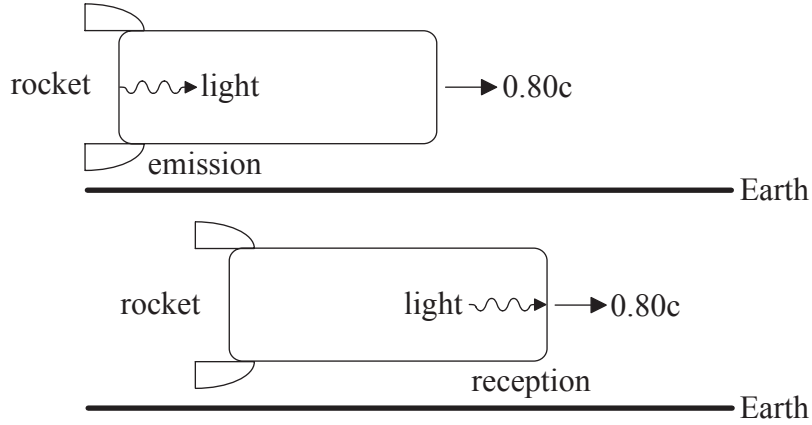 rocket
light
0.80c
emission
Earth
rocket
light
0.80c
reception
Earth